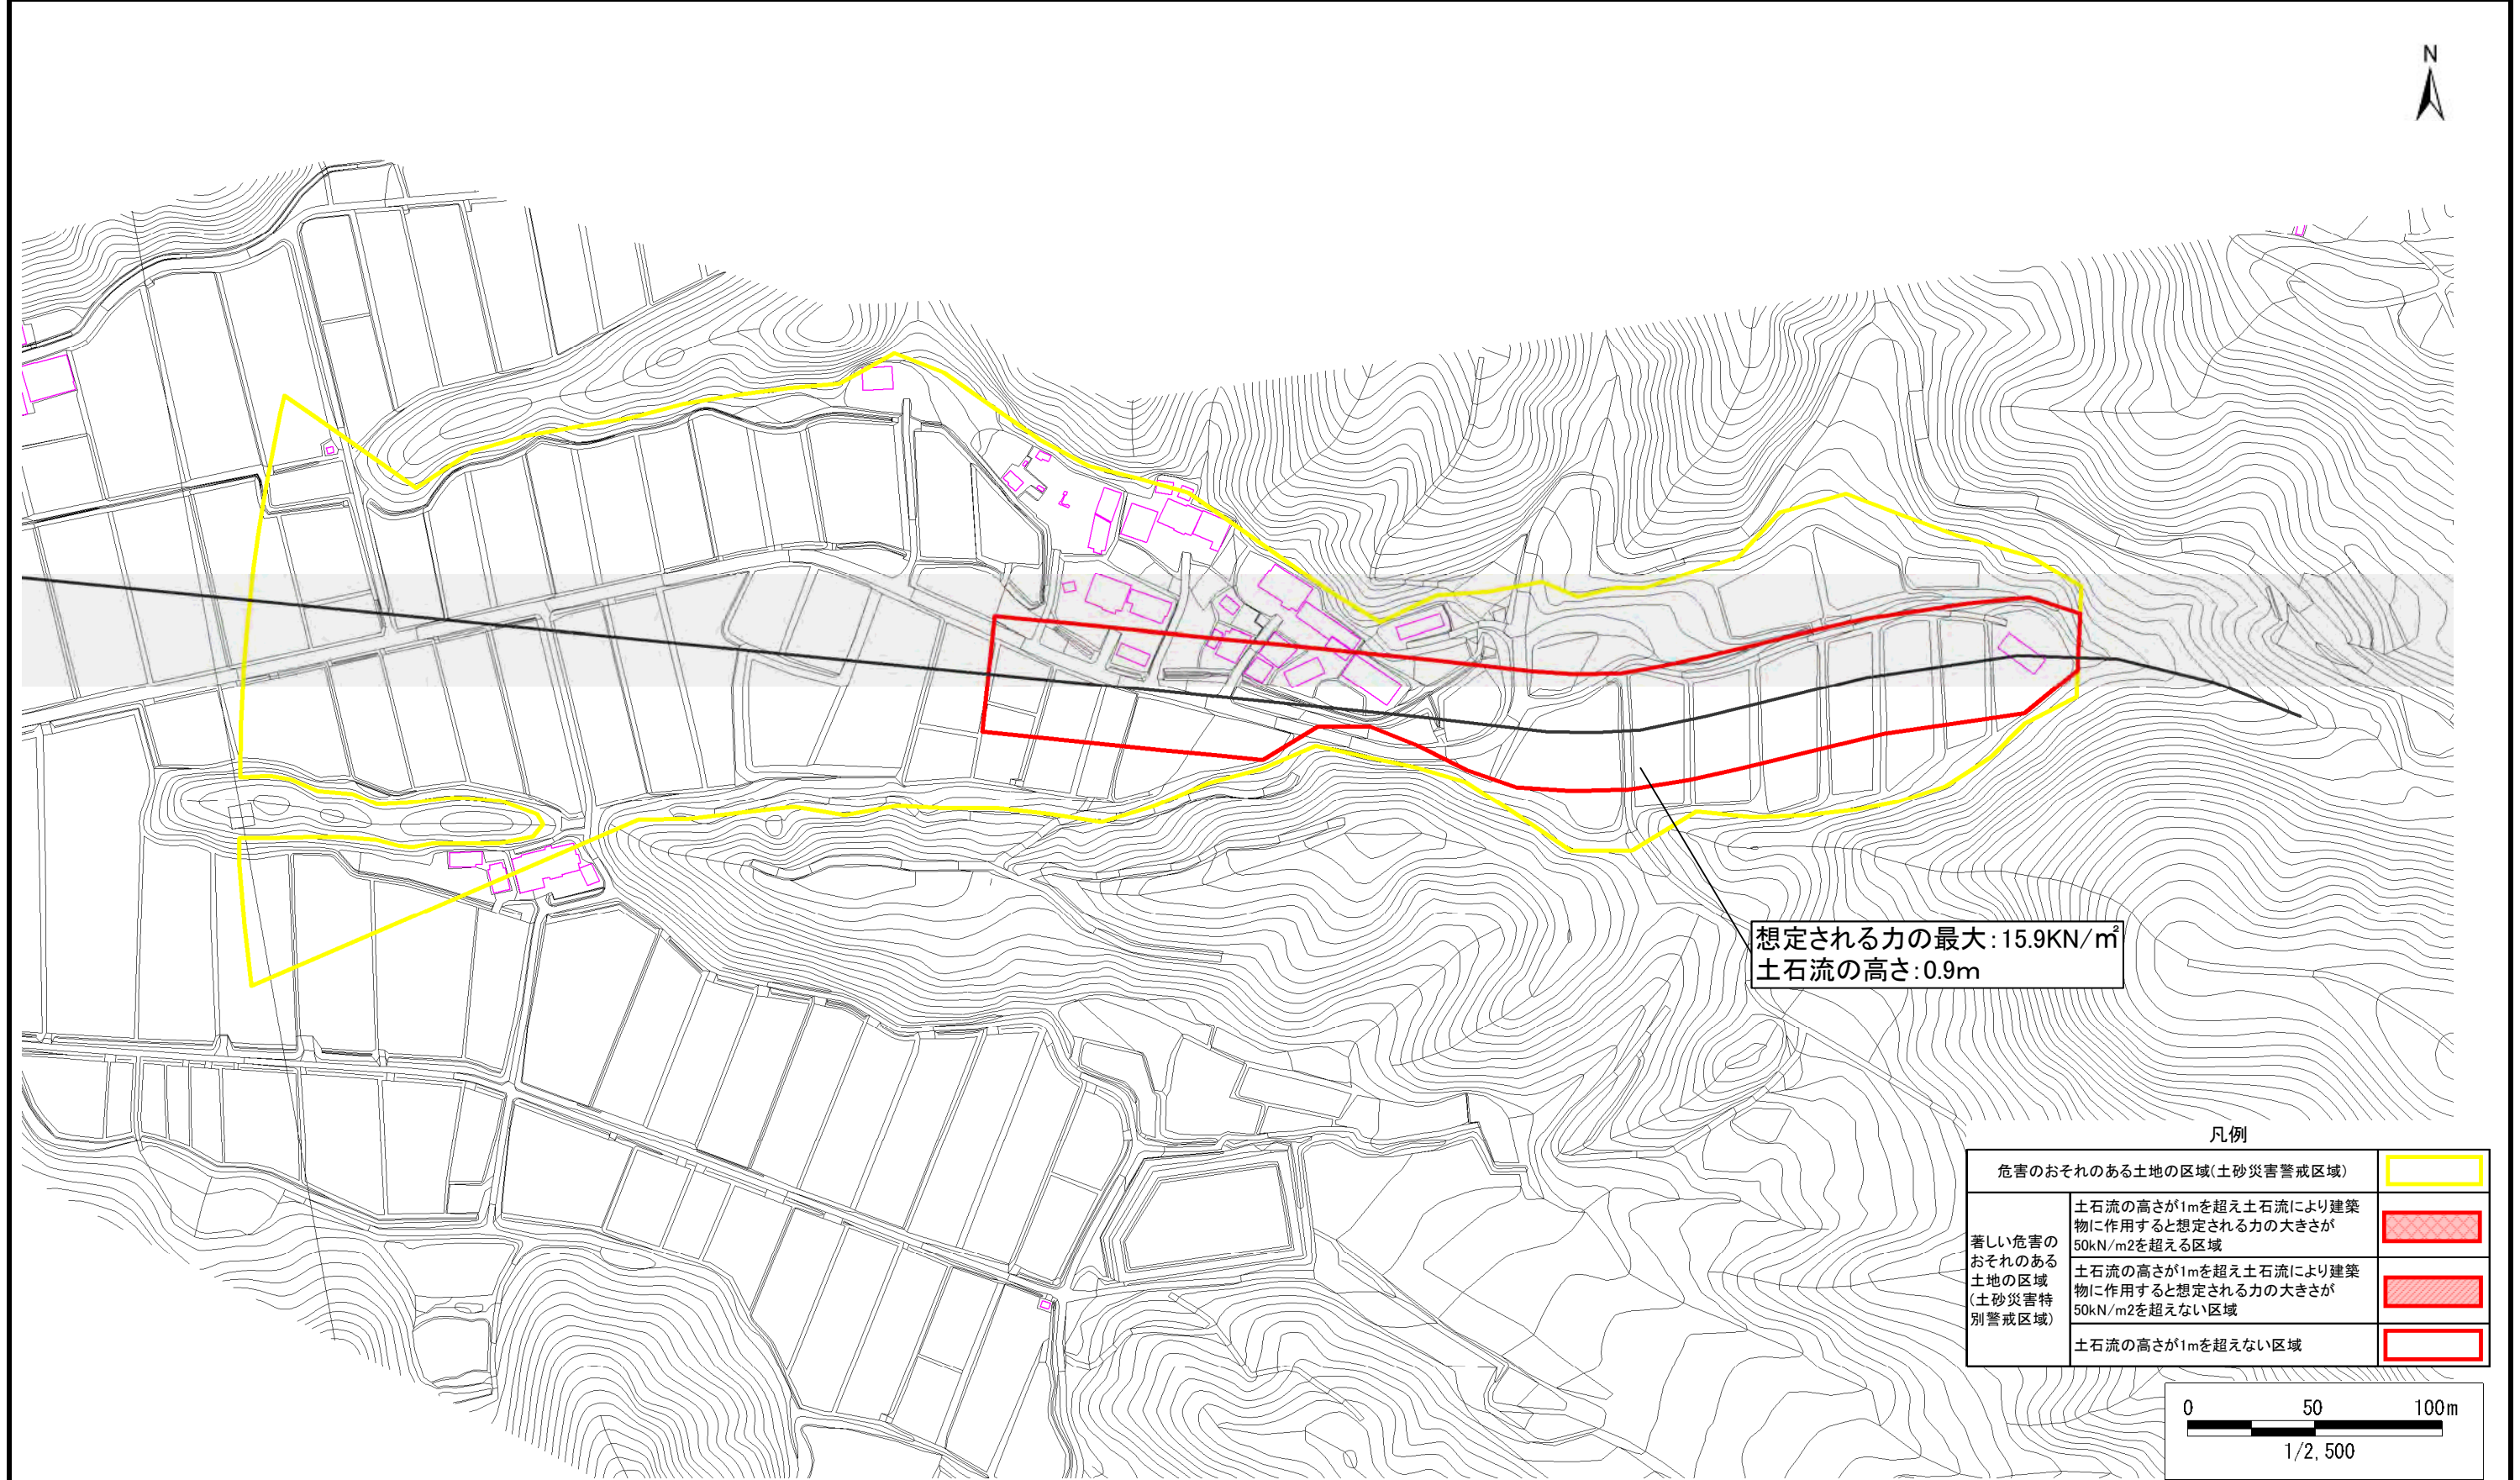 N
想定される力の最大:15.9KN/㎡
土石流の高さ:0.9m
凡例
危害のおそれのある土地の区域(土砂災害警戒区域)
著しい危害の
おそれのある
土地の区域
(土砂災害特
別警戒区域)
土石流の高さが1mを超え土石流により建築
物に作用すると想定される力の大きさが
50kN/m2を超える区域
土石流の高さが1mを超え土石流により建築
物に作用すると想定される力の大きさが
50kN/m2を超えない区域
土石流の高さが1mを超えない区域
0 50 100m
1/2,500